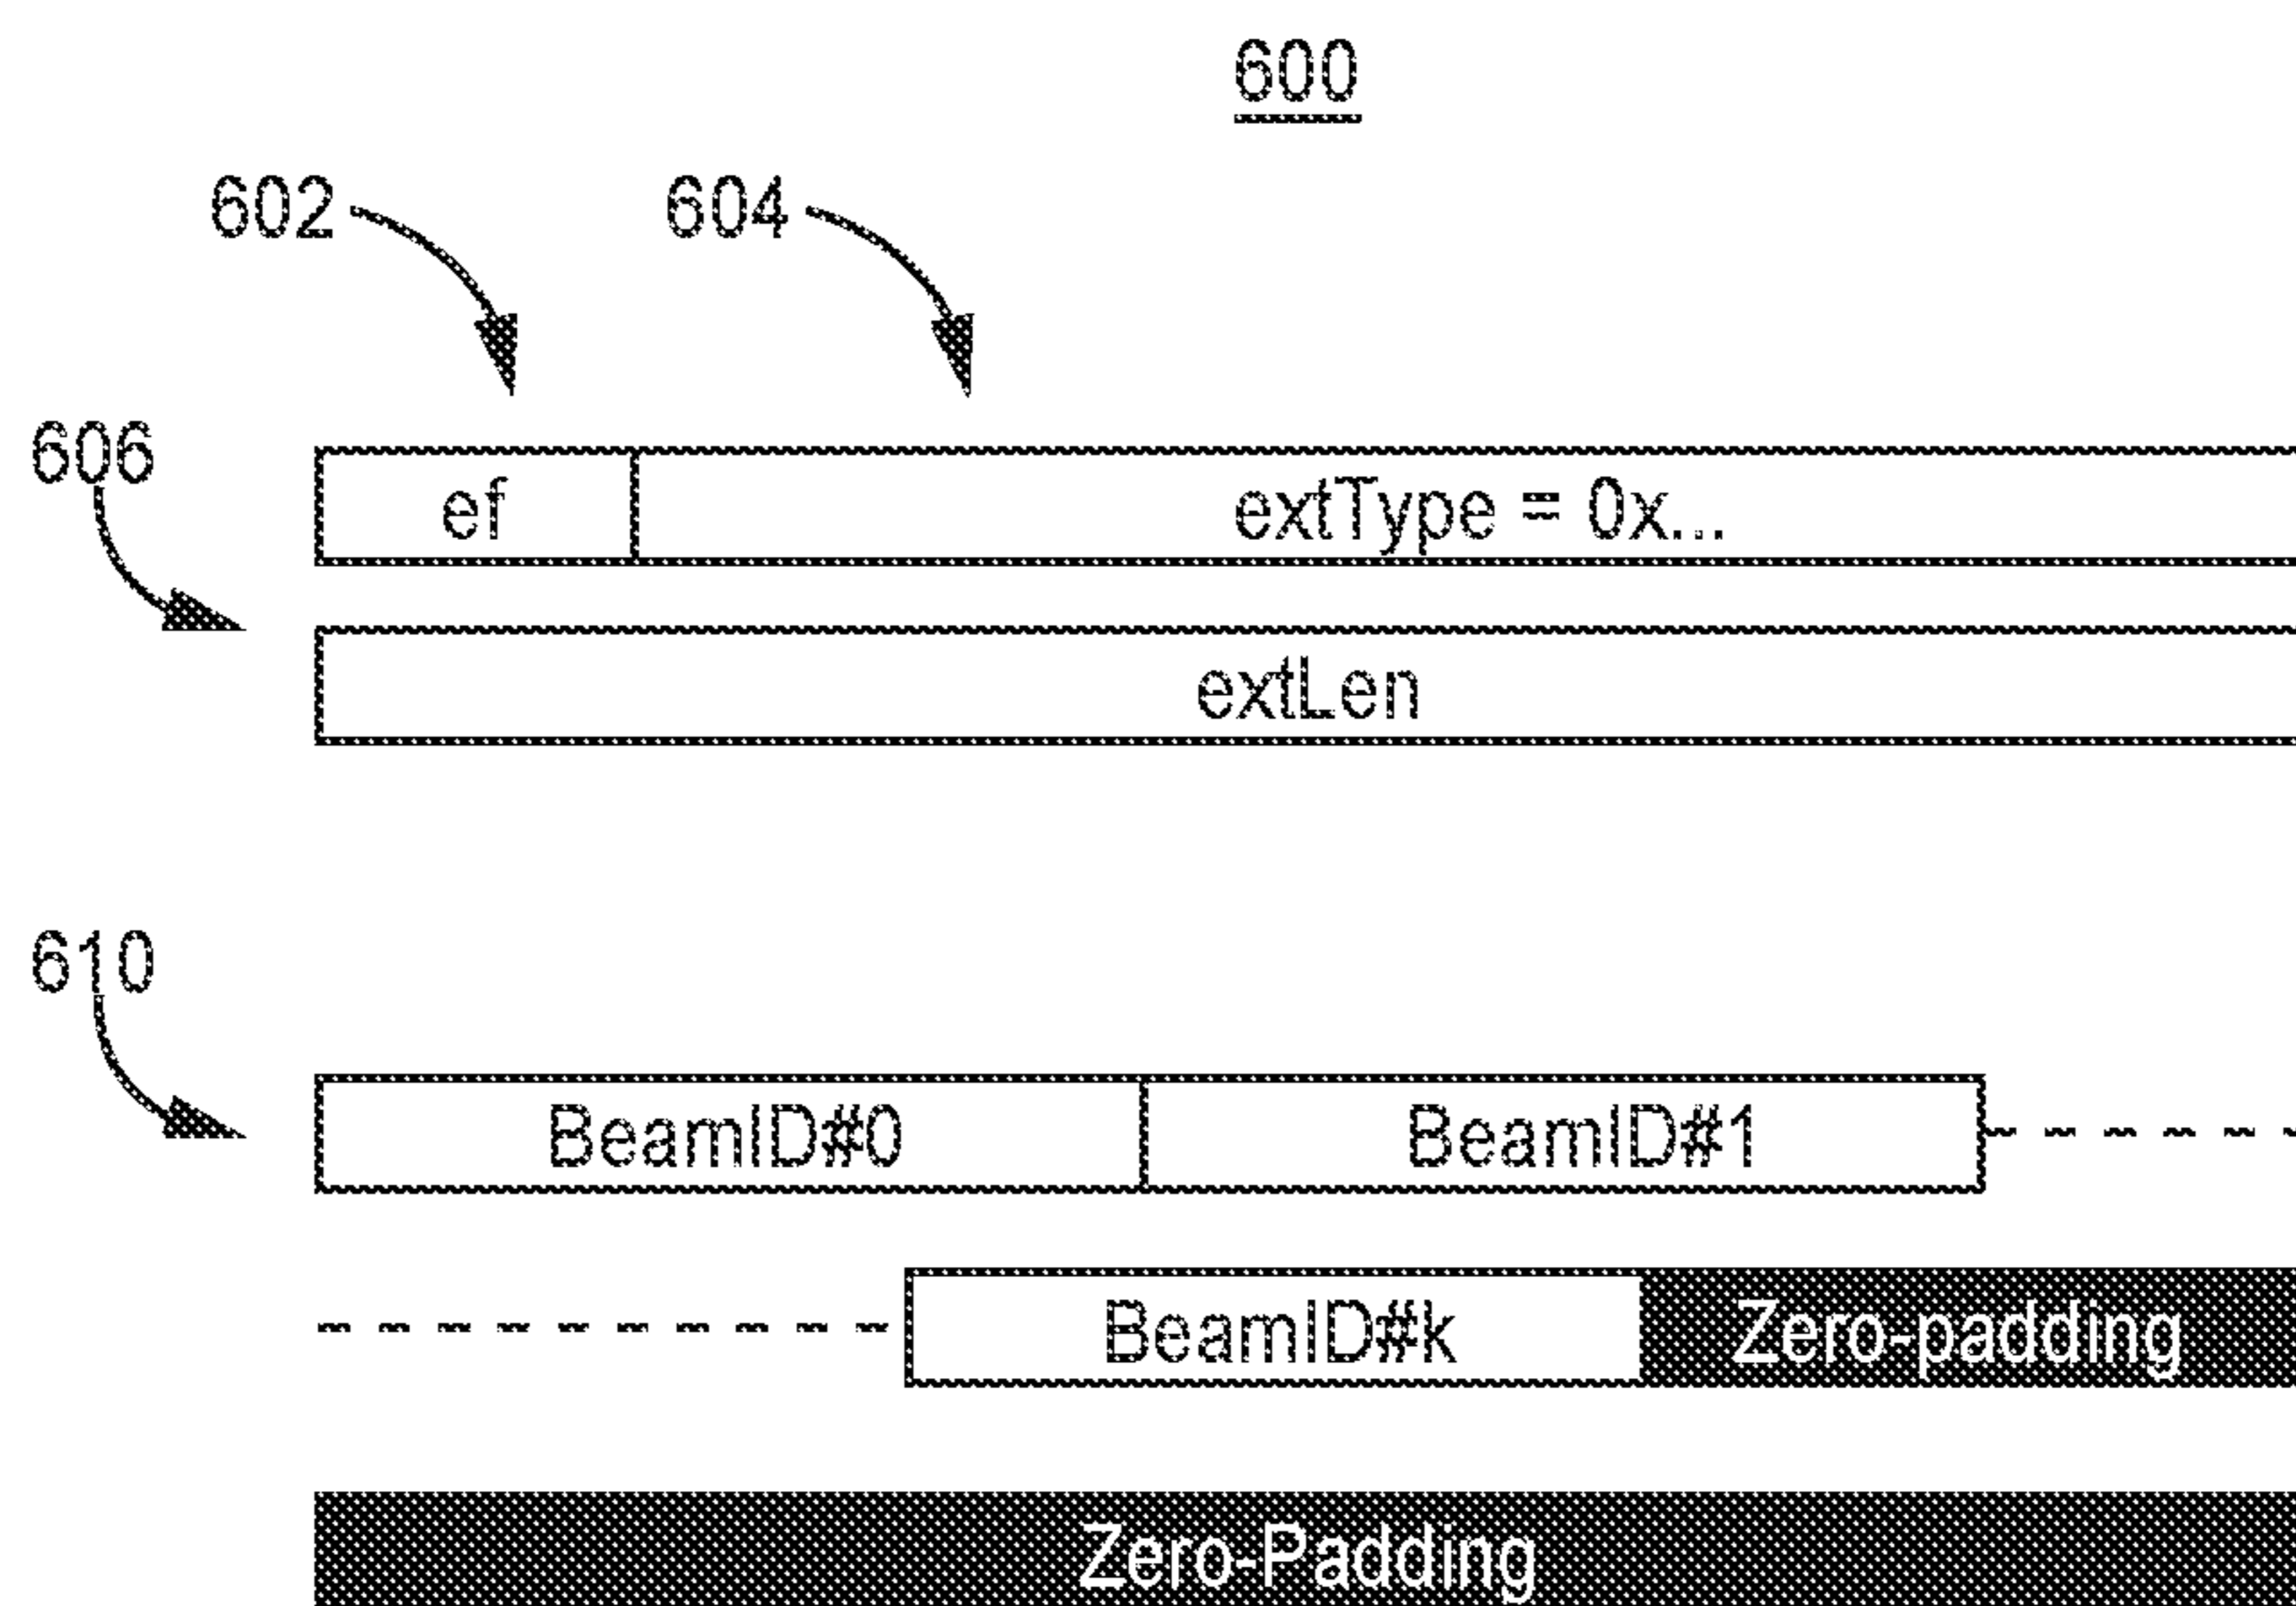 600
602 604
606
ef extType = 0x...
extLen
610
BeamID#0 BeamID#1
BeamID#k Zero-padding
Zero-Padding